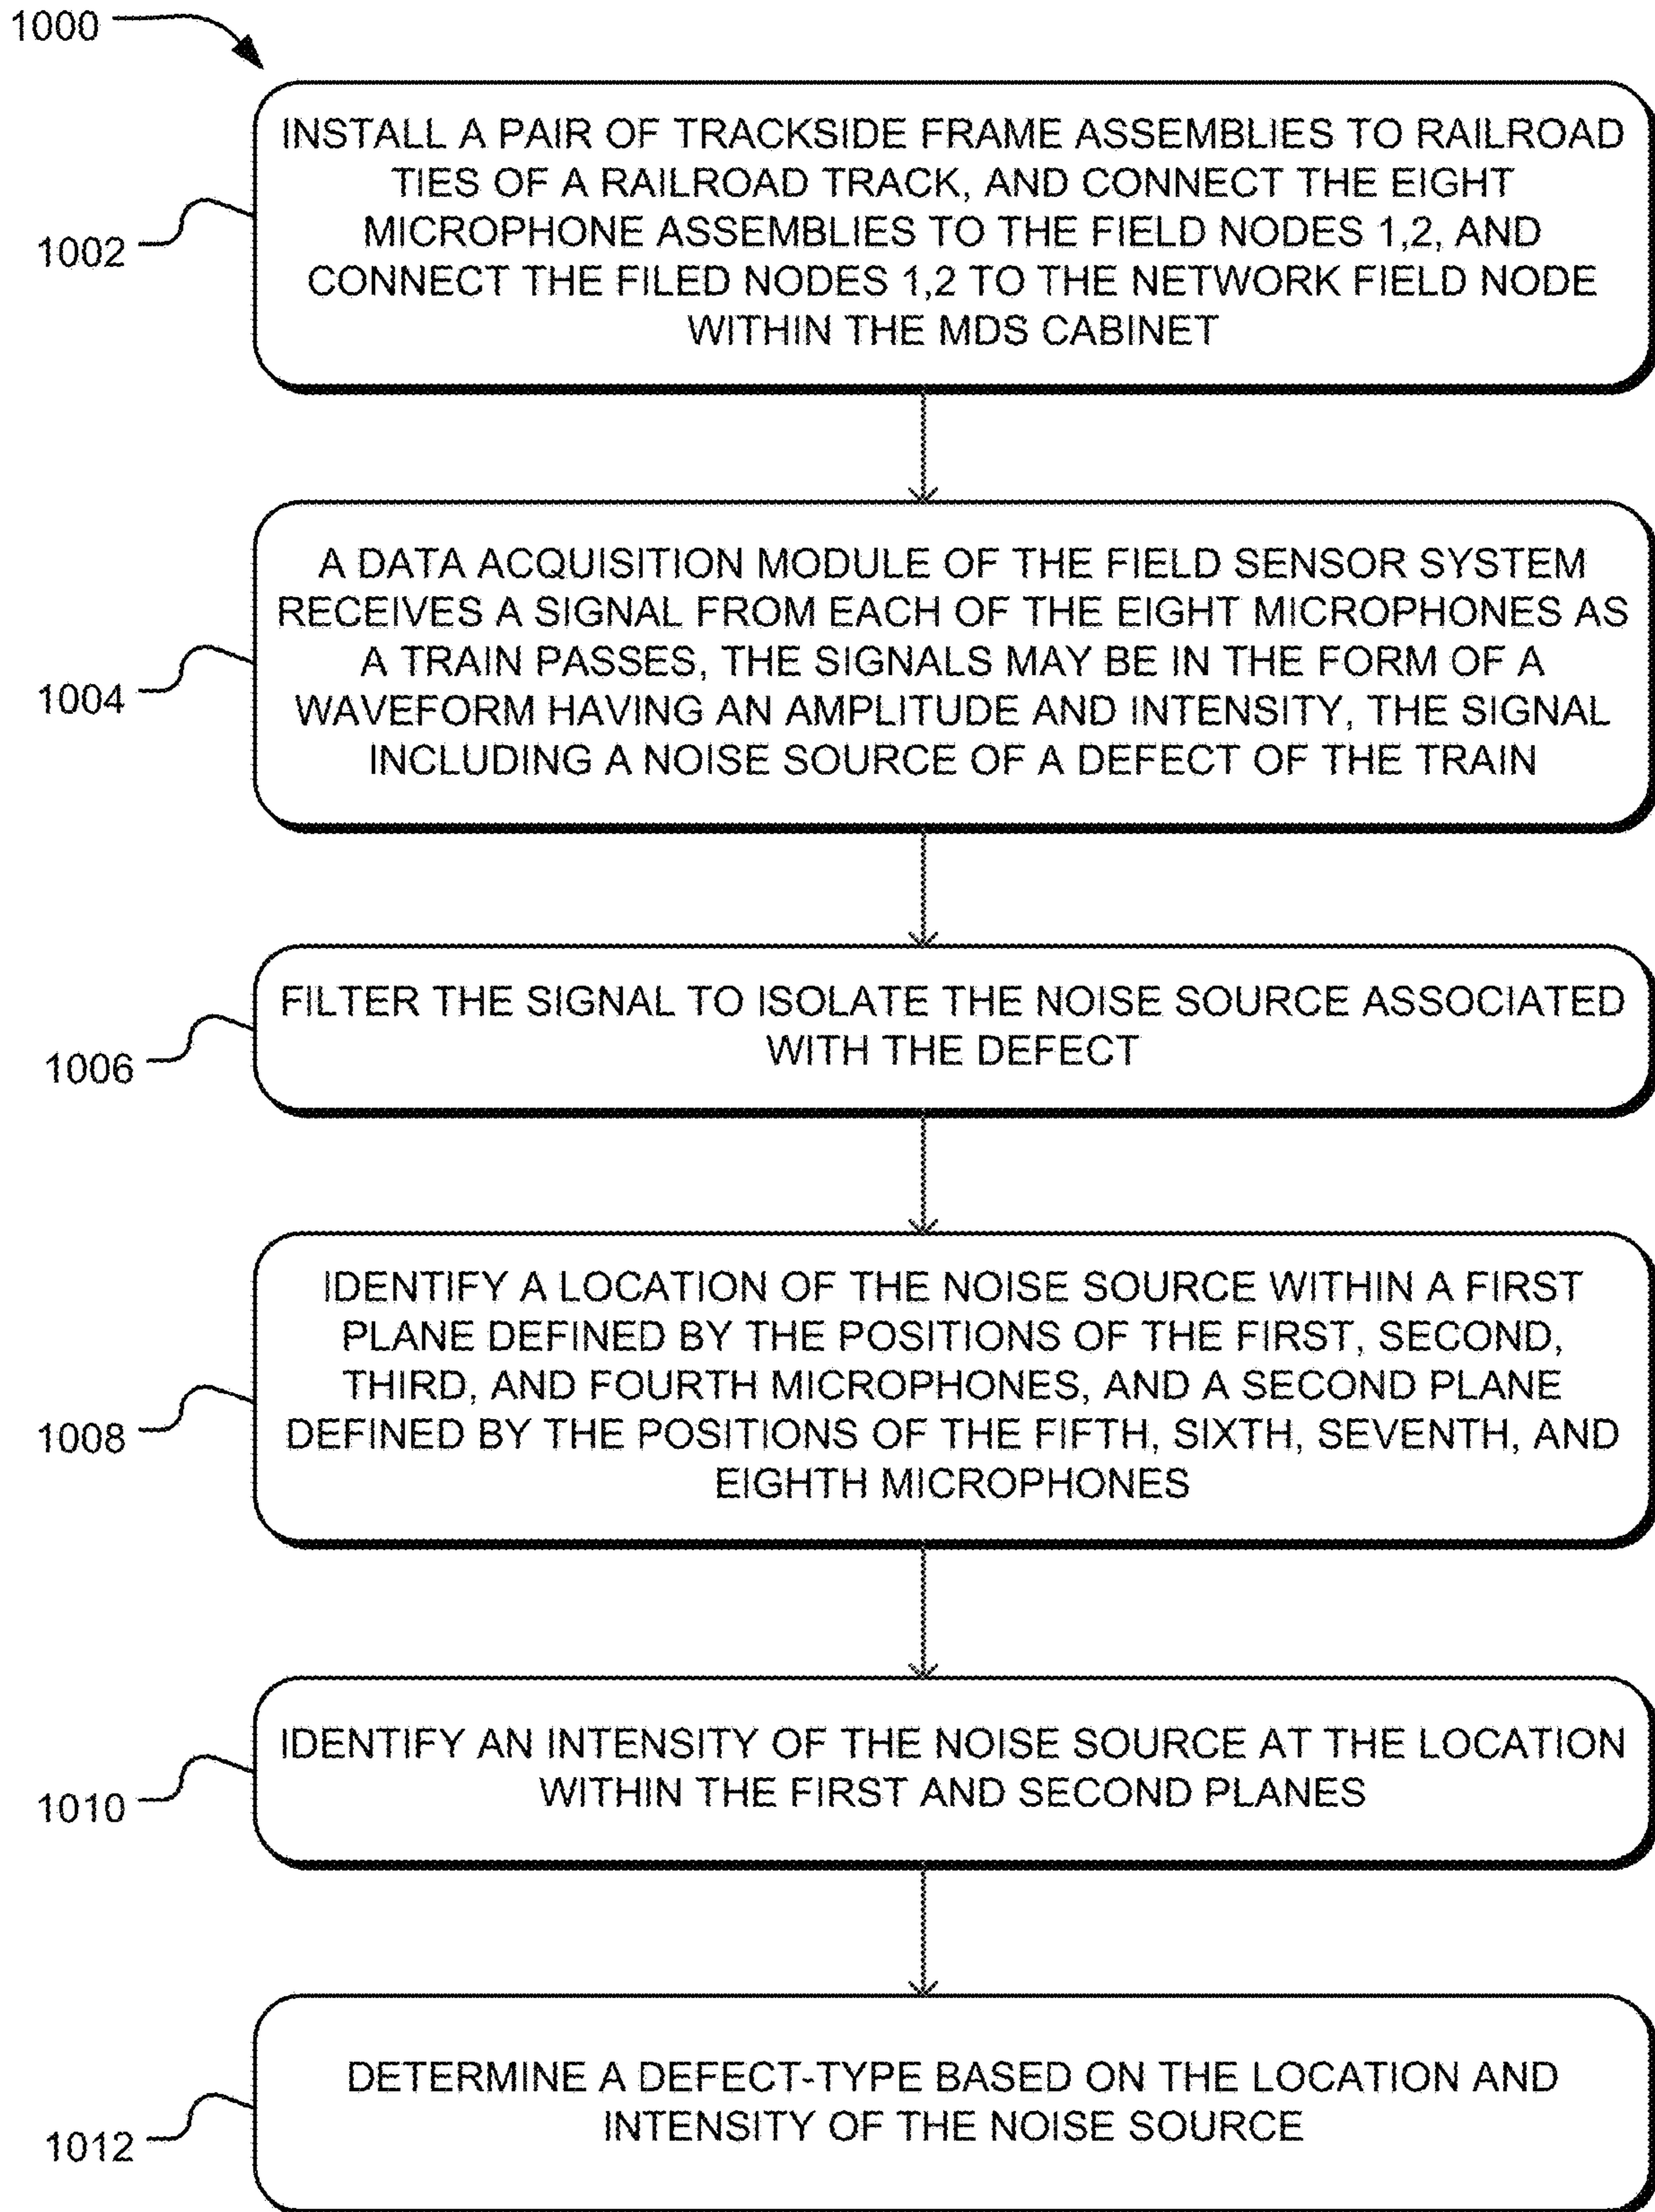 1000
INSTALL A PAIR OF TRACKSIDE FRAME ASSEMBLIES TO RAILROAD
TIES OF A RAILROAD TRACK, AND CONNECT THE EIGHT
MICROPHONE ASSEMBLIES TO THE FIELD NODES 1,2, AND
CONNECT THE FILED NODES 1,2 TO THE NETWORK FIELD NODE
WITHIN THE MDS CABINET
1002
A DATA ACQUISITION MODULE OF THE FIELD SENSOR SYSTEM
RECEIVES A SIGNAL FROM EACH OF THE EIGHT MICROPHONES AS
A TRAIN PASSES, THE SIGNALS MAY BE IN THE FORM OF A
WAVEFORM HAVING AN AMPLITUDE AND INTENSITY, THE SIGNAL
INCLUDING A NOISE SOURCE OF A DEFECT OF THE TRAIN
1004
FILTER THE SIGNAL TO ISOLATE THE NOISE SOURCE ASSOCIATED
WITH THE DEFECT
1006
IDENTIFY A LOCATION OF THE NOISE SOURCE WITHIN A FIRST
PLANE DEFINED BY THE POSITIONS OF THE FIRST, SECOND,
THIRD, AND FOURTH MICROPHONES, AND A SECOND PLANE
DEFINED BY THE POSITIONS OF THE FIFTH, SIXTH, SEVENTH, AND
EIGHTH MICROPHONES
1008
IDENTIFY AN INTENSITY OF THE NOISE SOURCE AT THE LOCATION
WITHIN THE FIRST AND SECOND PLANES
1010
DETERMINE A DEFECT-TYPE BASED ON THE LOCATION AND
INTENSITY OF THE NOISE SOURCE
1012